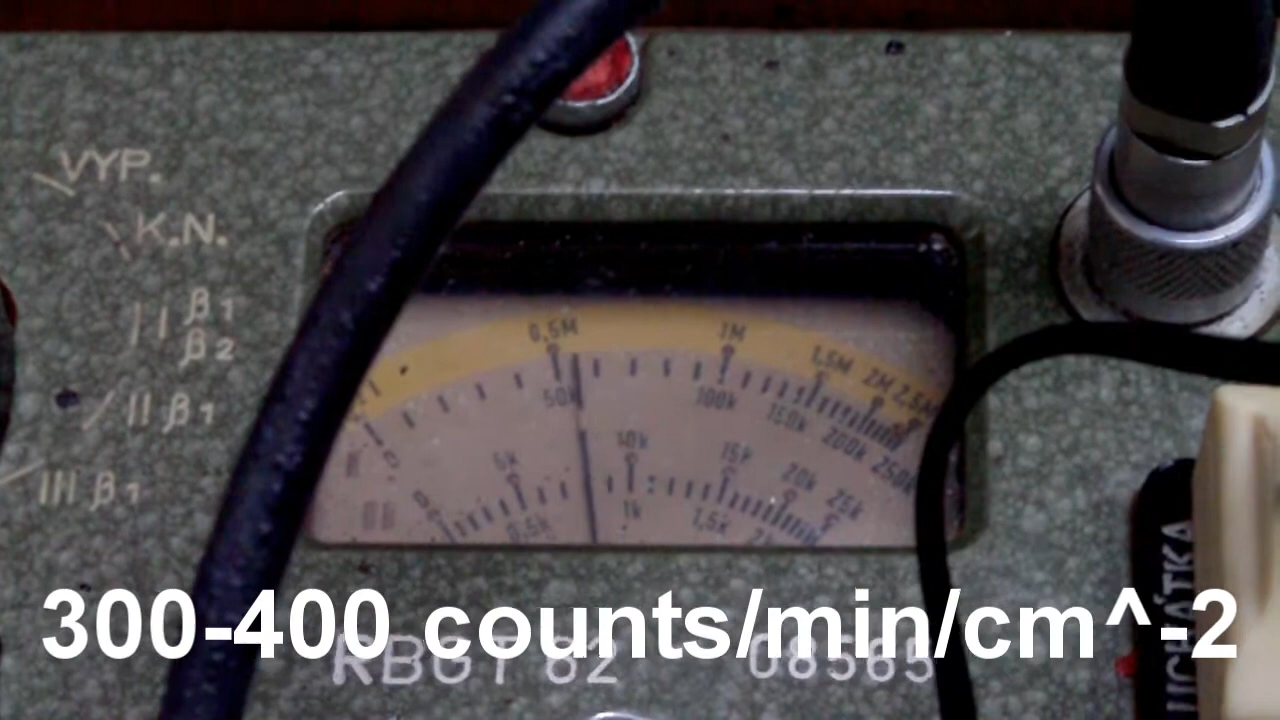 VYP.
K.N.
I I β1
β2
II β1
III β1
0,5M 1M 1,5M 2M 2,5M
50k 100k 150k 200k 250k
5k 10k 15k 20k 25k
0 0,5k 1k 1,5k
300-400 counts/min/cm^-2
RBGT 62 08565